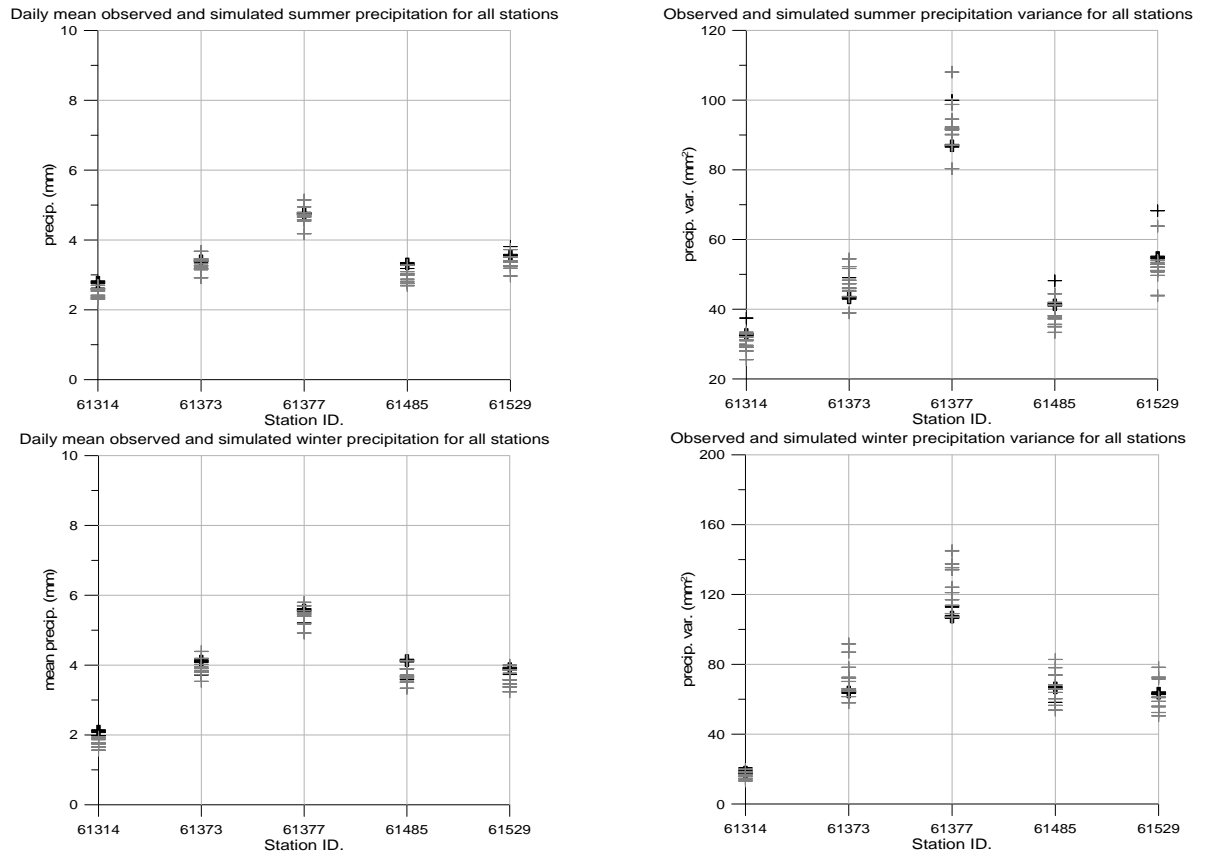 Daily mean observed and simulated summer precipitation for all stations
10
8
6
4
2
0
precip. (mm)
61314 61373 61377 61485 61529
Station ID.
Observed and simulated summer precipitation variance for all stations
120
100
80
60
40
20
precip. var. (mm²)
61314 61373 61377 61485 61529
Station ID.
Daily mean observed and simulated winter precipitation for all stations
10
8
6
4
2
0
mean precip. (mm)
61314 61373 61377 61485 61529
Station ID.
Observed and simulated winter precipitation variance for all stations
200
160
120
80
40
0
precip. var. (mm²)
61314 61373 61377 61485 61529
Station ID.